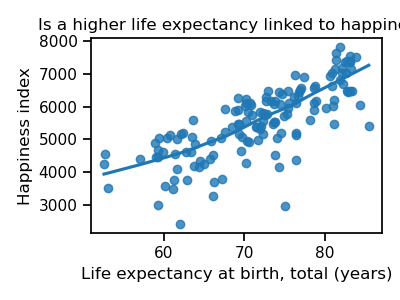 Is a higher life expectancy linked to happine
8000
7000
6000
5000
4000
3000
Happiness index
60 70 80
Life expectancy at birth, total (years)